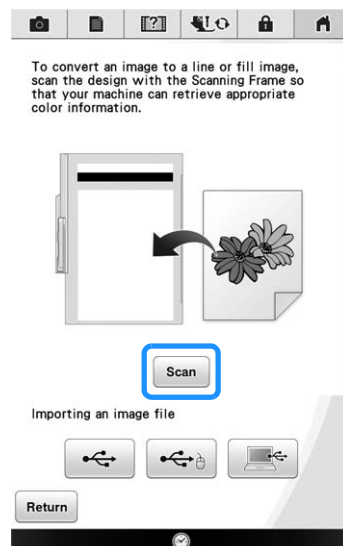 To convert an image to a line or fill image,
scan the design with the Scanning Frame so
that your machine can retrieve appropriate
color information.
Scan
Importing an image file
Return